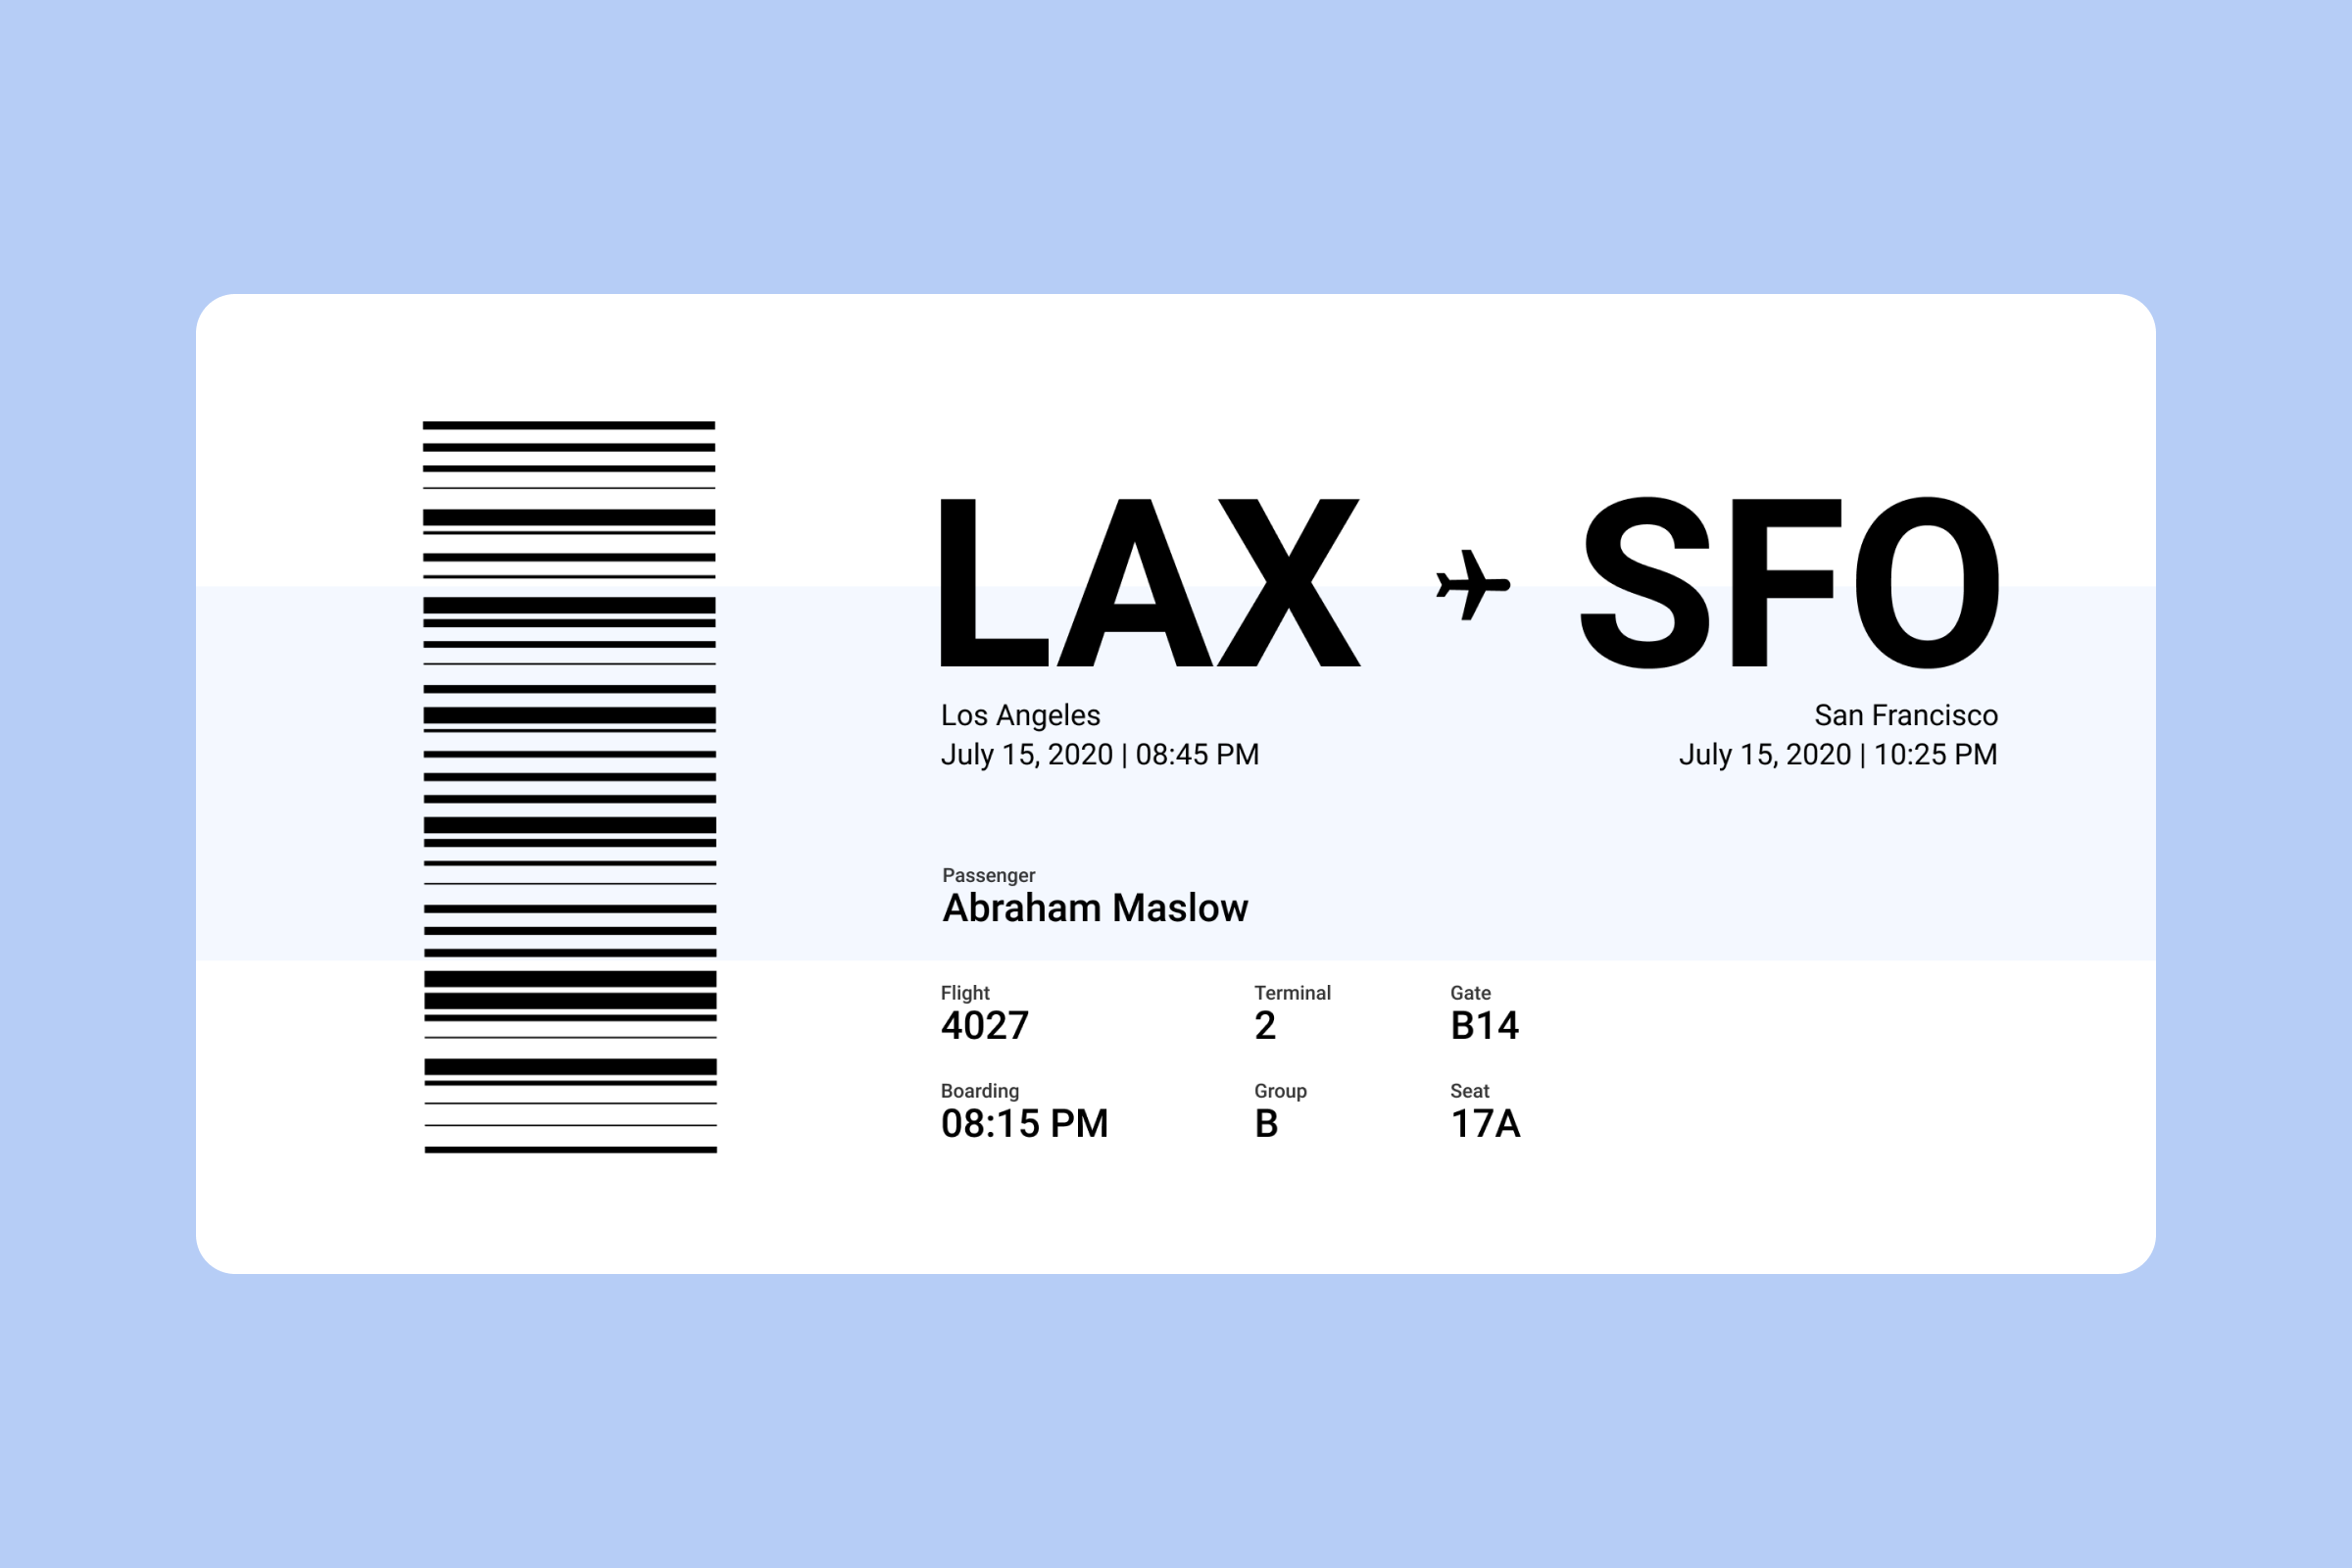 LAX SFO
Los Angeles San Francisco
July 15, 2020 | 08:45 PM July 15, 2020 | 10:25 PM
Passenger
Abraham Maslow
Flight Terminal Gate
4027 2 B14
Boarding Group Seat
08:15 PM B 17A